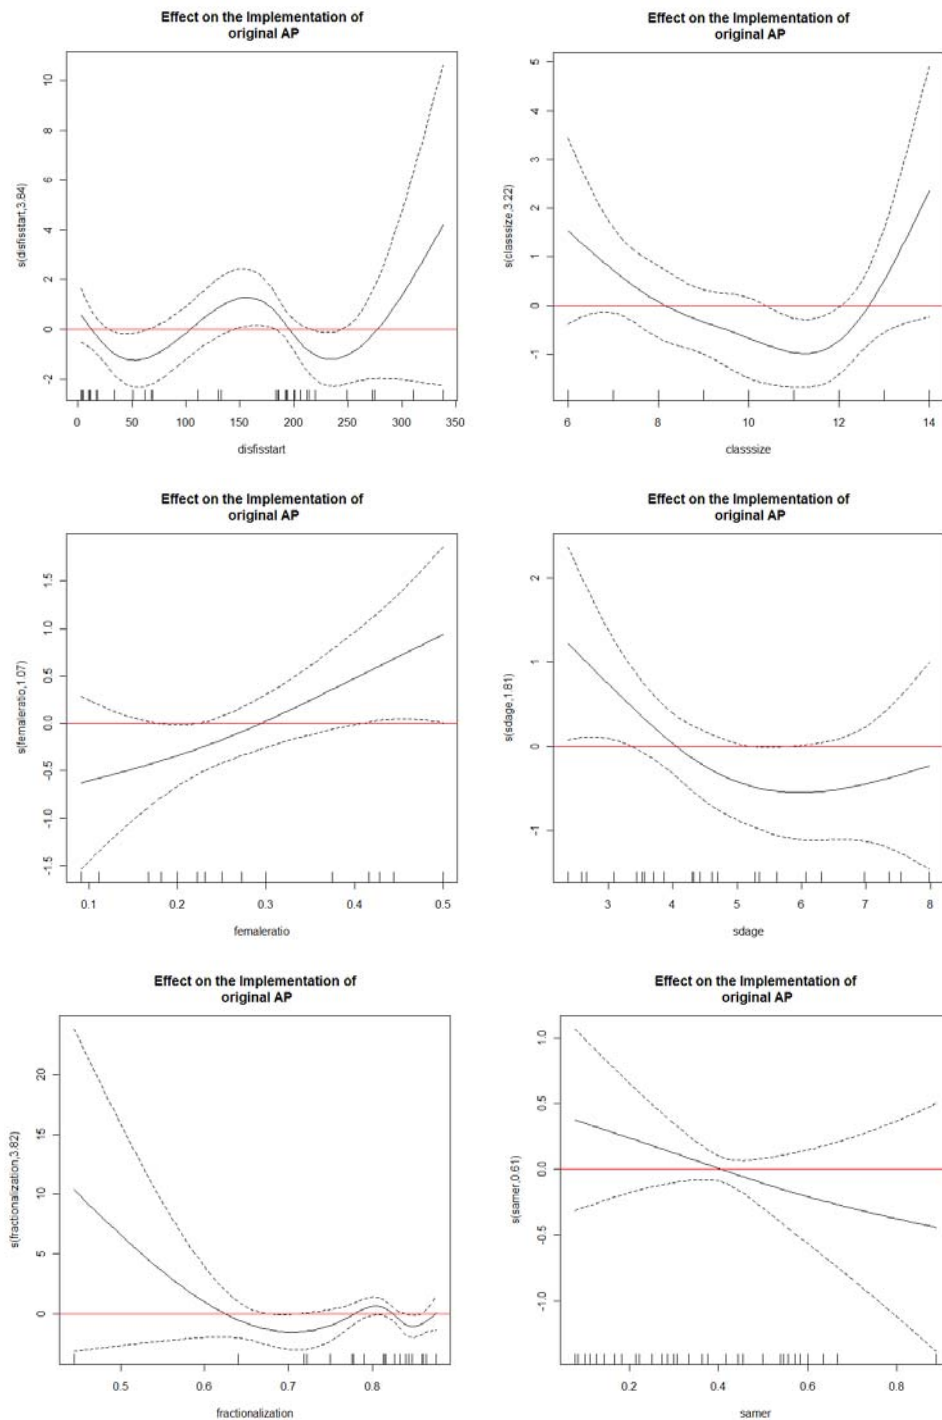 Effect on the Implementation of
original AP
s(disfisstart,3.84)
10
8
6
4
2
0
-2
0 50 100 150 200 250 300 350
disfisstart
Effect on the Implementation of
original AP
s(classsize,3.22)
5
4
3
2
1
0
-1
6 8 10 12 14
classsize
Effect on the Implementation of
original AP
s(femaleratio,1.07)
1.5
1.0
0.5
0.0
-0.5
-1.0
-1.5
0.1 0.2 0.3 0.4 0.5
femaleratio
Effect on the Implementation of
original AP
s(sdage,1.81)
2
1
0
-1
3 4 5 6 7 8
sdage
Effect on the Implementation of
original AP
s(fractionalization,3.82)
20
15
10
5
0
0.5 0.6 0.7 0.8
fractionalization
Effect on the Implementation of
original AP
s(samer,0.61)
1.0
0.5
0.0
-0.5
-1.0
0.2 0.4 0.6 0.8
samer